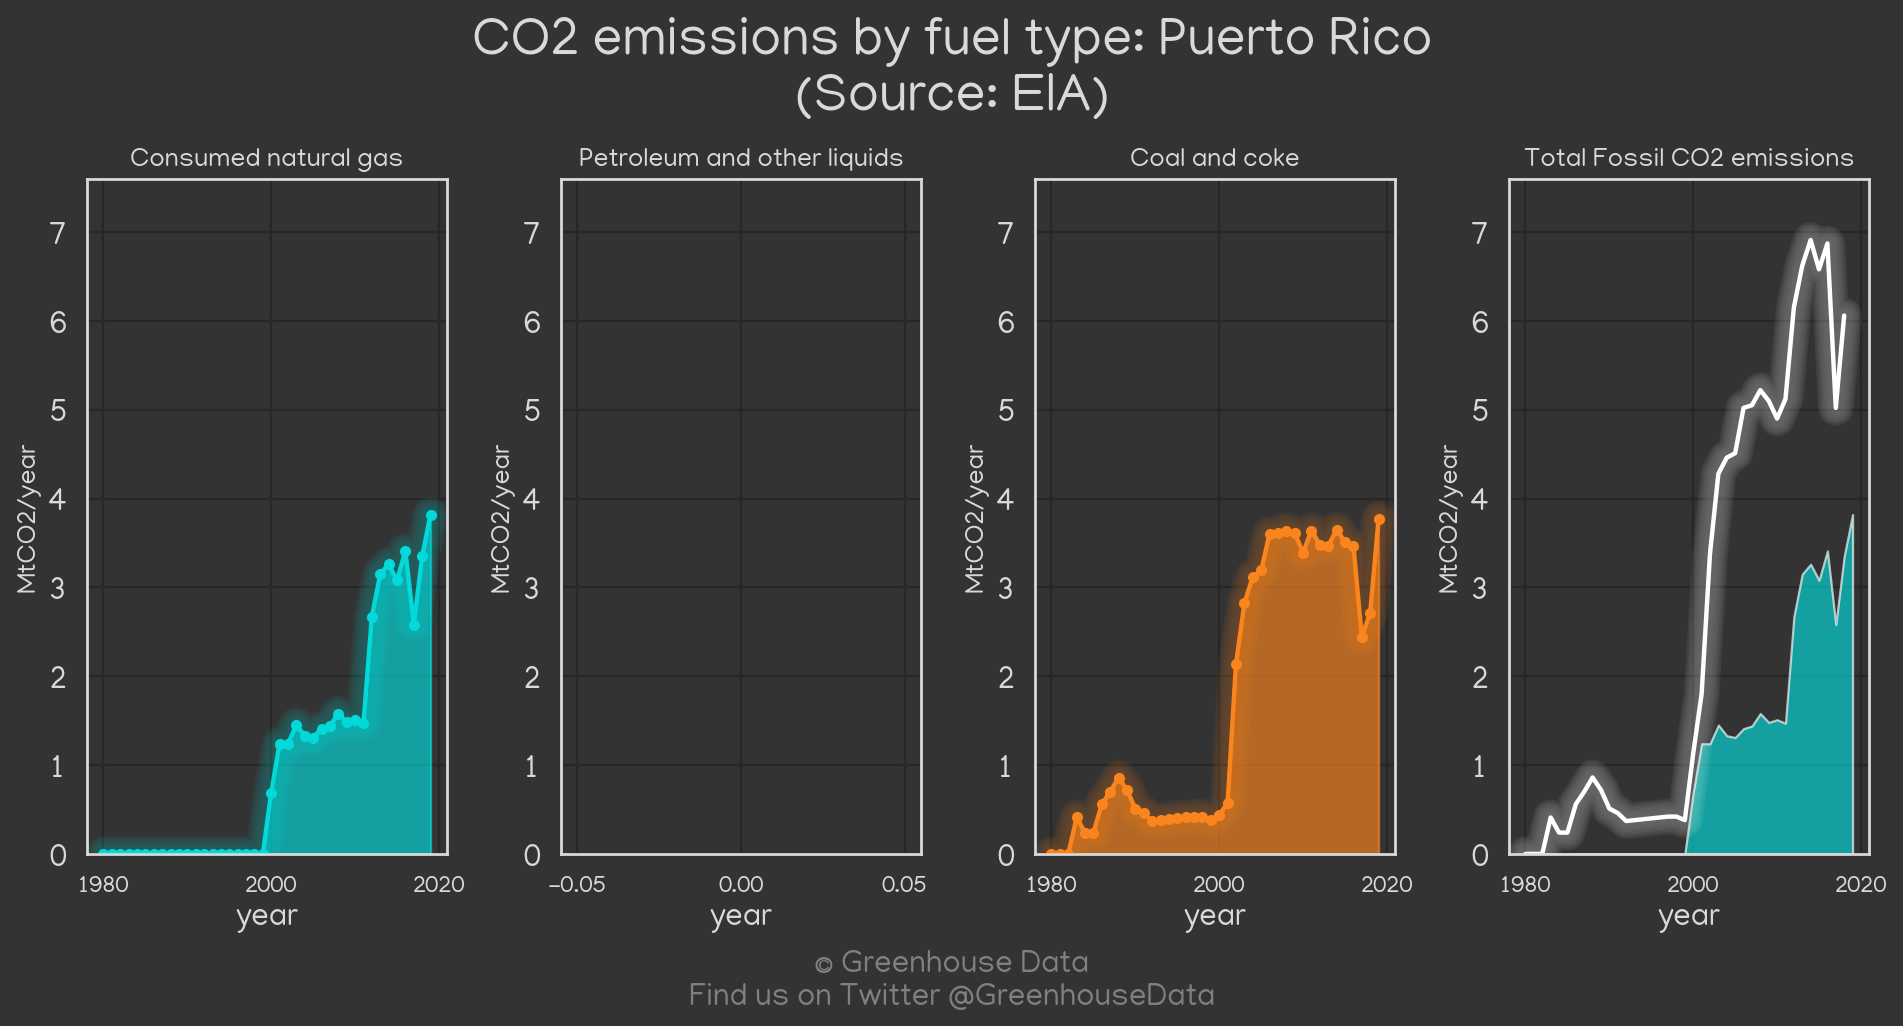 CO2 emissions by fuel type: Puerto Rico
(Source: EIA)
Consumed natural gas
MtCO2/year
7
6
5
4
3
2
1
0
1980 2000 2020
year
Petroleum and other liquids
MtCO2/year
7
6
5
4
3
2
1
0
−0.05 0.00 0.05
year
Coal and coke
MtCO2/year
7
6
5
4
3
2
1
0
1980 2000 2020
year
Total Fossil CO2 emissions
MtCO2/year
7
6
5
4
3
2
1
0
1980 2000 2020
year
© Greenhouse Data
Find us on Twitter @GreenhouseData